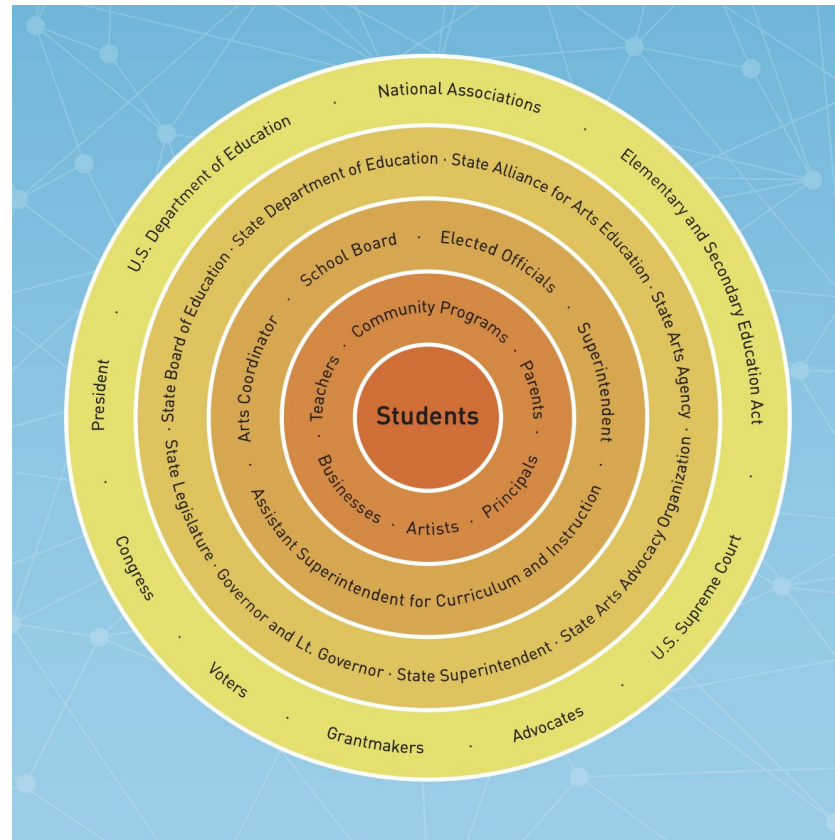 National Associations · Elementary and Secondary Education Act · U.S. Supreme Court · Advocates · Grantmakers · Voters · Congress · President · U.S. Department of Education ·
State Department of Education · State Alliance for Arts Education · State Arts Agency · State Arts Advocacy Organization · State Superintendent · Governor and Lt. Governor · State Legislature · State Board of Education ·
School Board · Elected Officials · Superintendent · Assistant Superintendent for Curriculum and Instruction · Arts Coordinator ·
Community Programs · Parents · Principals · Artists · Businesses · Teachers ·
Students